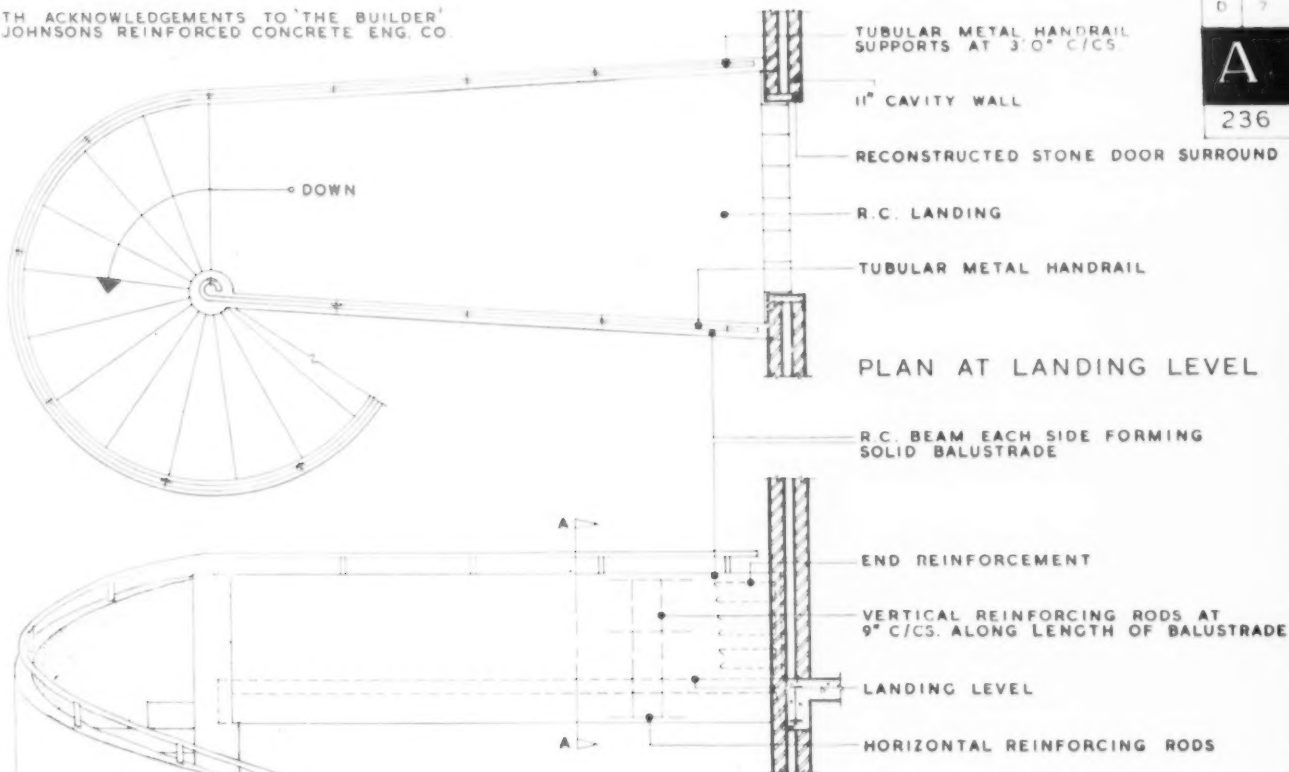 TH ACKNOWLEDGEMENTS TO 'THE BUILDER'
JOHNSONS REINFORCED CONCRETE ENG. CO.
D 7
A
236
TUBULAR METAL HANDRAIL
SUPPORTS AT 3'0" C/CS.
11" CAVITY WALL
RECONSTRUCTED STONE DOOR SURROUND
DOWN
R.C. LANDING
TUBULAR METAL HANDRAIL
PLAN AT LANDING LEVEL
R.C. BEAM EACH SIDE FORMING
SOLID BALUSTRADE
A
END REINFORCEMENT
VERTICAL REINFORCING RODS AT
9" C/CS. ALONG LENGTH OF BALUSTRADE
LANDING LEVEL
A
HORIZONTAL REINFORCING RODS